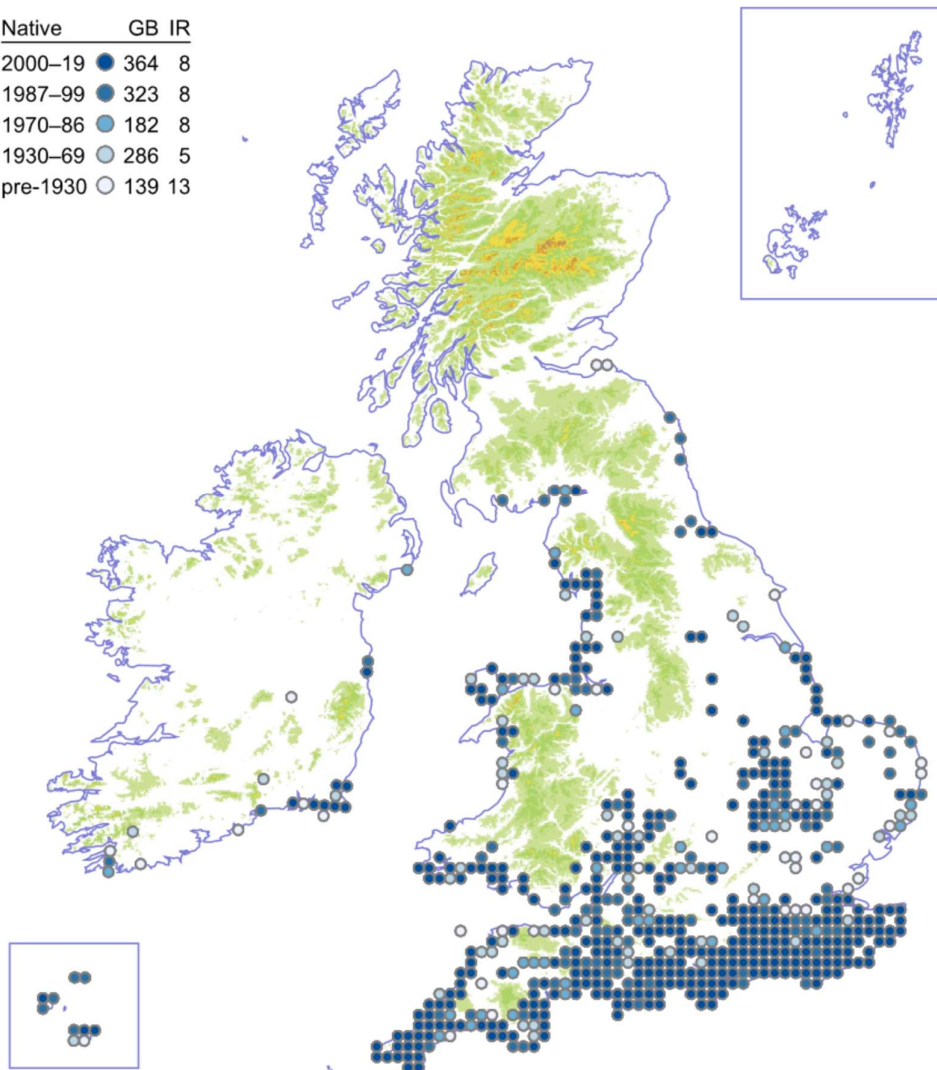 Native GB IR
2000–19 364 8
1987–99 323 8
1970–86 182 8
1930–69 286 5
pre-1930 139 13